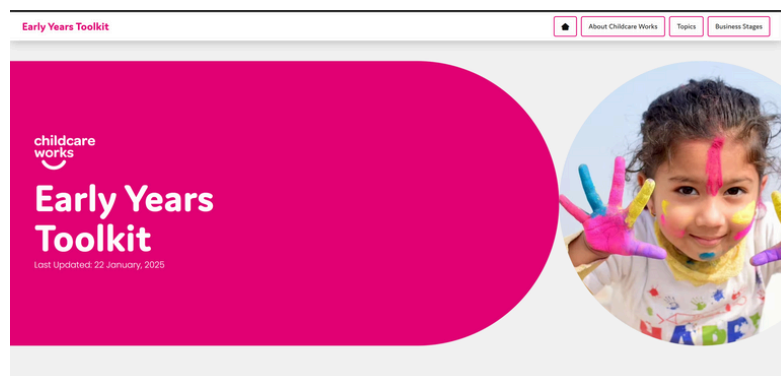 Early Years Toolkit
About Childcare Works
Topics
Business Stages
childcare
works
Early Years
Toolkit
Last Updated: 22 January, 2025